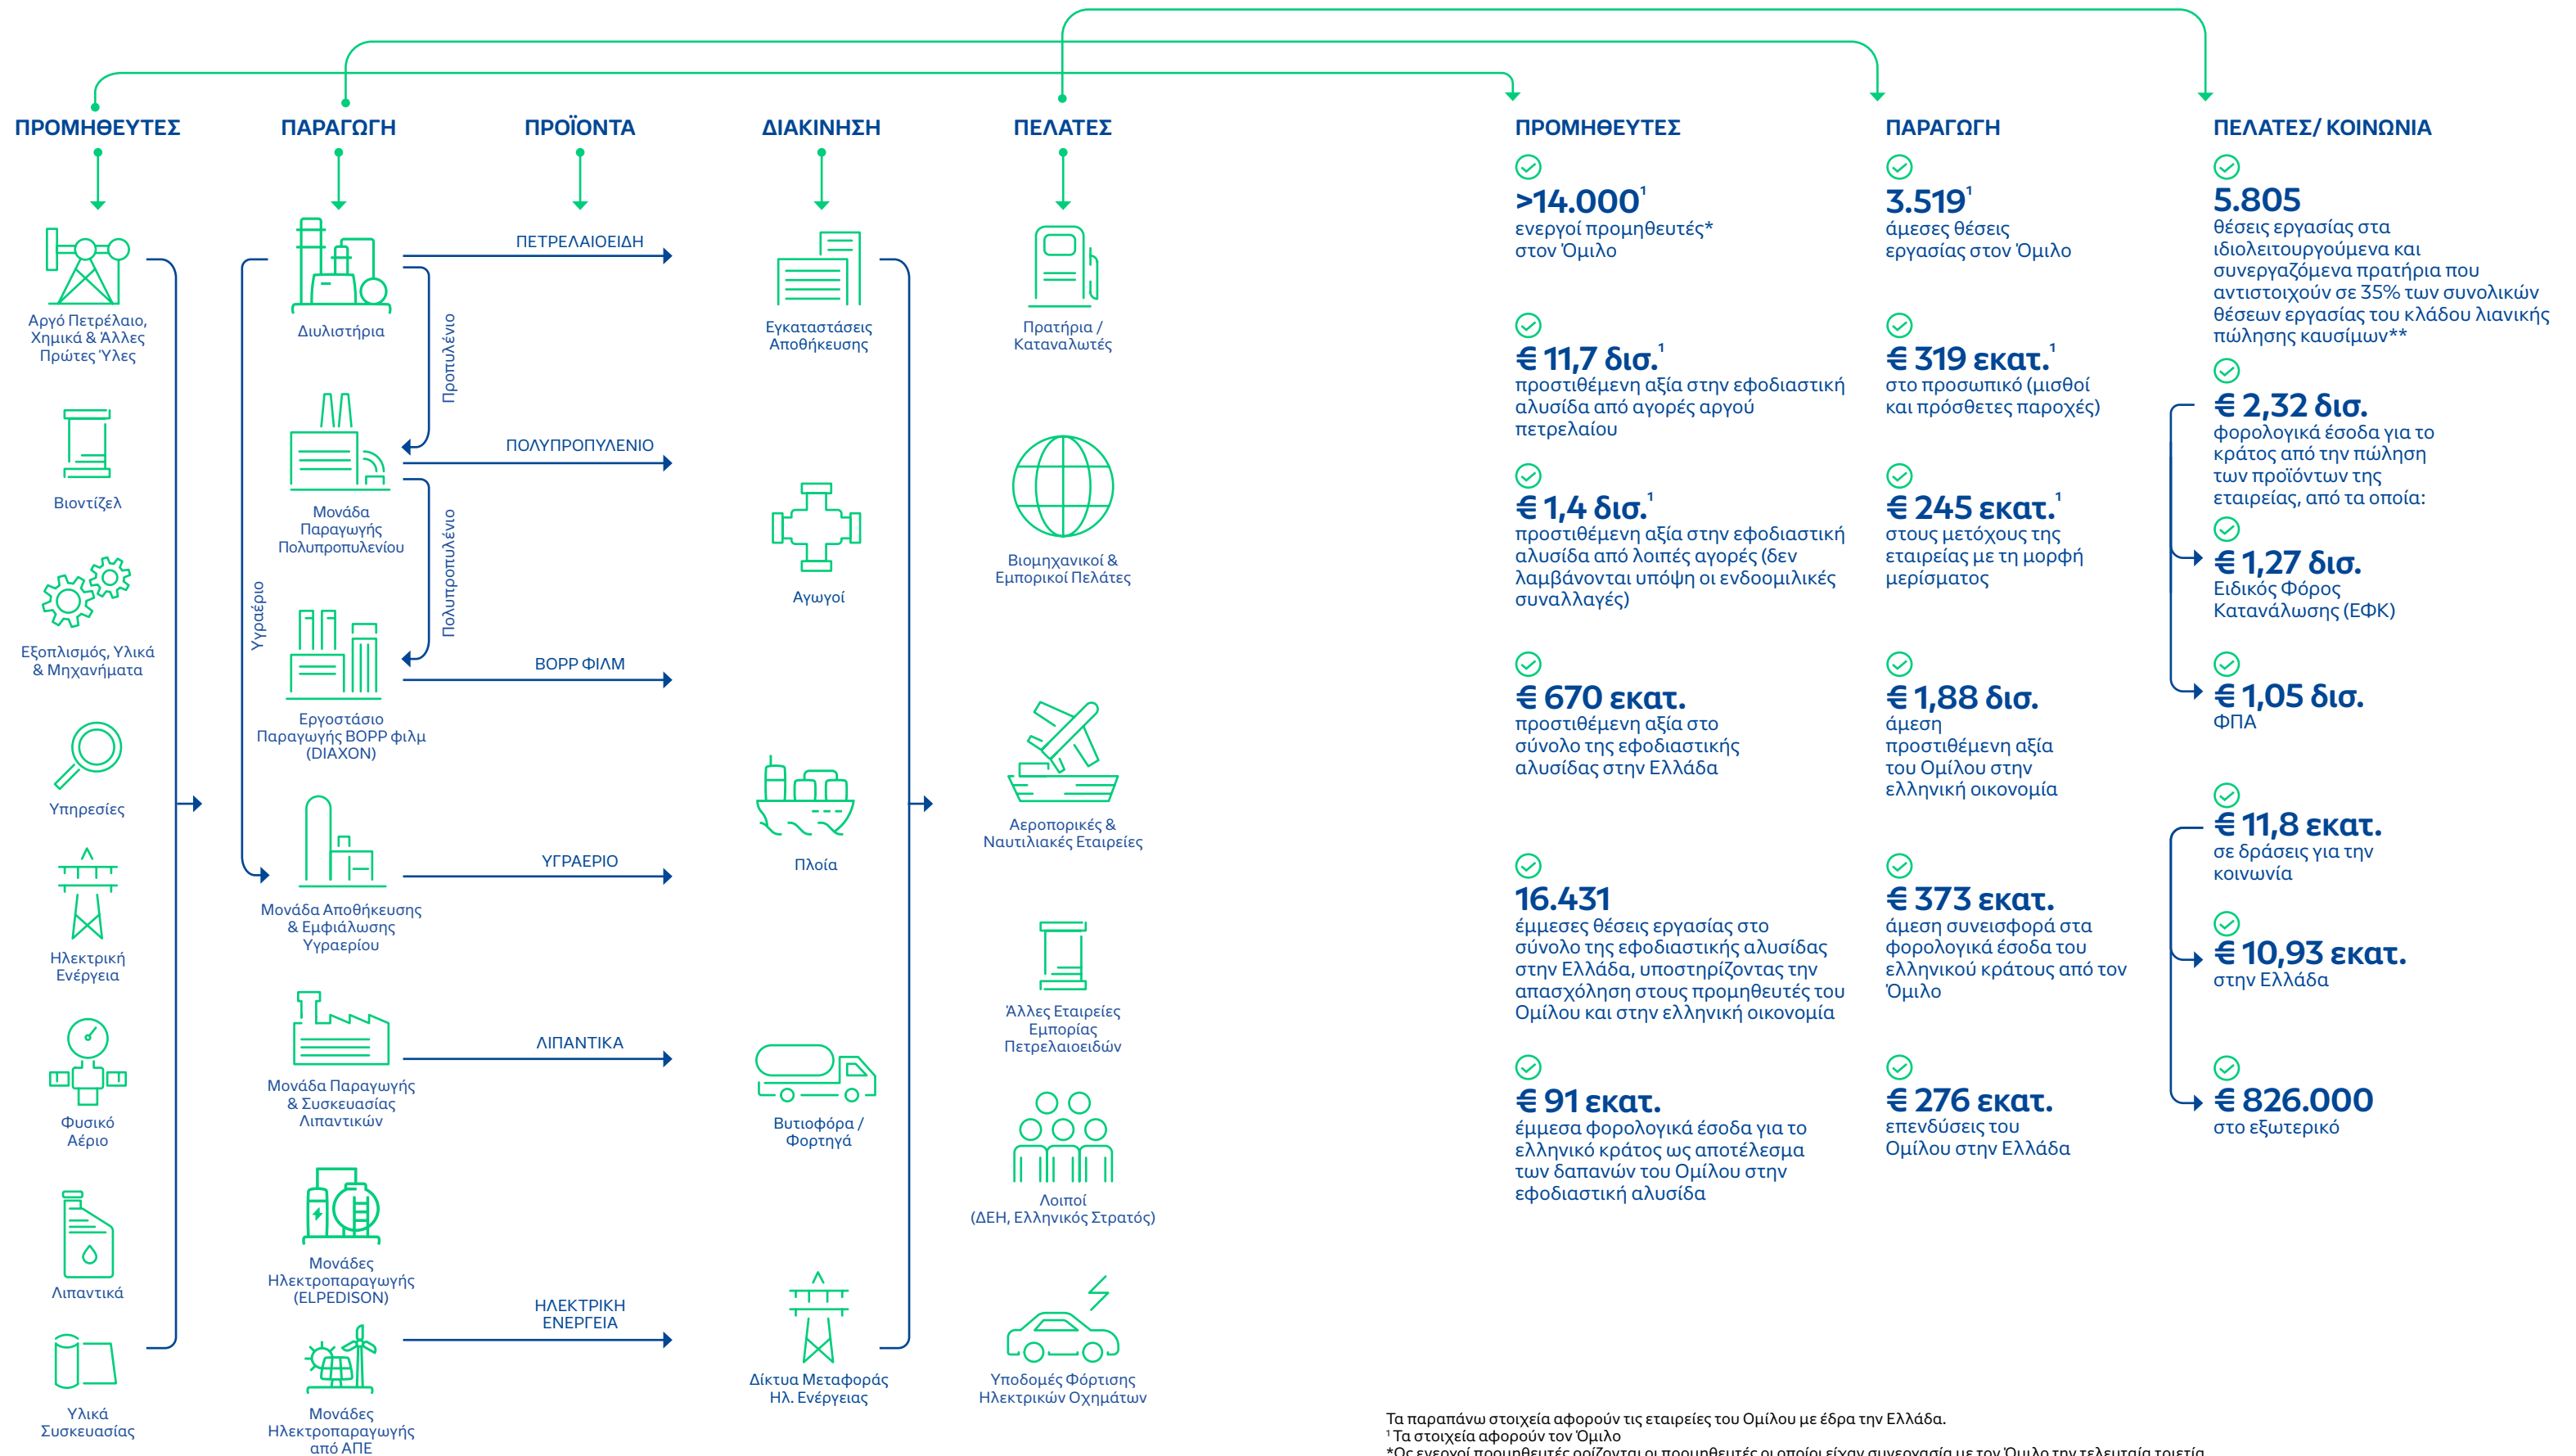 ΠΡΟΜΗΘΕΥΤΕΣ
Αργό Πετρέλαιο,
Χημικά & Άλλες
Πρώτες Ύλες
Βιοντίζελ
Εξοπλισμός, Υλικά
& Μηχανήματα
Υπηρεσίες
Ηλεκτρική
Ενέργεια
Φυσικό
Αέριο
Λιπαντικά
Υλικά
Συσκευασίας
ΠΑΡΑΓΩΓΗ
Διυλιστήρια
Προπυλένιο
Μονάδα
Παραγωγής
Πολυπροπυλενίου
Πολυπροπυλένιο
Υγραέριο
Εργοστάσιο
Παραγωγής BOPP φιλμ
(DIAXON)
Μονάδα Αποθήκευσης
& Εμφιάλωσης
Υγραερίου
Μονάδα Παραγωγής
& Συσκευασίας
Λιπαντικών
Μονάδες
Ηλεκτροπαραγωγής
(ELPEDISON)
Μονάδες
Ηλεκτροπαραγωγής
από ΑΠΕ
ΠΡΟΪΟΝΤΑ
ΠΕΤΡΕΛΑΙΟΕΙΔΗ
ΠΟΛΥΠΡΟΠΥΛΕΝΙΟ
BOPP ΦΙΛΜ
ΥΓΡΑΕΡΙΟ
ΛΙΠΑΝΤΙΚΑ
ΗΛΕΚΤΡΙΚΗ
ΕΝΕΡΓΕΙΑ
ΔΙΑΚΙΝΗΣΗ
Εγκαταστάσεις
Αποθήκευσης
Αγωγοί
Πλοία
Βυτιοφόρα /
Φορτηγά
Δίκτυα Μεταφοράς
Ηλ. Ενέργειας
ΠΕΛΑΤΕΣ
Πρατήρια /
Καταναλωτές
Βιομηχανικοί &
Εμπορικοί Πελάτες
Αεροπορικές &
Ναυτιλιακές Εταιρείες
Άλλες Εταιρείες
Εμπορίας
Πετρελαιοειδών
Λοιποί
(ΔΕΗ, Ελληνικός Στρατός)
Υποδομές Φόρτισης
Ηλεκτρικών Οχημάτων
ΠΡΟΜΗΘΕΥΤΕΣ
>14.000¹
ενεργοί προμηθευτές*
στον Όμιλο
€ 11,7 δισ.¹
προστιθέμενη αξία στην εφοδιαστική
αλυσίδα από αγορές αργού
πετρελαίου
€ 1,4 δισ.¹
προστιθέμενη αξία στην εφοδιαστική
αλυσίδα από λοιπές αγορές (δεν
λαμβάνονται υπόψη οι ενδοομιλικές
συναλλαγές)
€ 670 εκατ.
προστιθέμενη αξία στο
σύνολο της εφοδιαστικής
αλυσίδας στην Ελλάδα
16.431
έμμεσες θέσεις εργασίας στο
σύνολο της εφοδιαστικής αλυσίδας
στην Ελλάδα, υποστηρίζοντας την
απασχόληση στους προμηθευτές του
Ομίλου και στην ελληνική οικονομία
€ 91 εκατ.
έμμεσα φορολογικά έσοδα για το
ελληνικό κράτος ως αποτέλεσμα
των δαπανών του Ομίλου στην
εφοδιαστική αλυσίδα
ΠΑΡΑΓΩΓΗ
3.519¹
άμεσες θέσεις
εργασίας στον Όμιλο
€ 319 εκατ.¹
στο προσωπικό (μισθοί
και πρόσθετες παροχές)
€ 245 εκατ.¹
στους μετόχους της
εταιρείας με τη μορφή
μερίσματος
€ 1,88 δισ.
άμεση
προστιθέμενη αξία
του Ομίλου στην
ελληνική οικονομία
€ 373 εκατ.
άμεση συνεισφορά στα
φορολογικά έσοδα του
ελληνικού κράτους από τον
Όμιλο
€ 276 εκατ.
επενδύσεις του
Ομίλου στην Ελλάδα
ΠΕΛΑΤΕΣ/ ΚΟΙΝΩΝΙΑ
5.805
θέσεις εργασίας στα
ιδιολειτουργούμενα και
συνεργαζόμενα πρατήρια που
αντιστοιχούν σε 35% των συνολικών
θέσεων εργασίας του κλάδου λιανικής
πώλησης καυσίμων**
€ 2,32 δισ.
φορολογικά έσοδα για το
κράτος από την πώληση
των προϊόντων της
εταιρείας, από τα οποία:
€ 1,27 δισ.
Ειδικός Φόρος
Κατανάλωσης (ΕΦΚ)
€ 1,05 δισ.
ΦΠΑ
€ 11,8 εκατ.
σε δράσεις για την
κοινωνία
€ 10,93 εκατ.
στην Ελλάδα
€ 826.000
στο εξωτερικό
Τα παραπάνω στοιχεία αφορούν τις εταιρείες του Ομίλου με έδρα την Ελλάδα.
¹ Τα στοιχεία αφορούν τον Όμιλο
*Ως ενεργοί προμηθευτές ορίζονται οι προμηθευτές οι οποίοι είχαν συνεργασία με τον Όμιλο την τελευταία τριετία